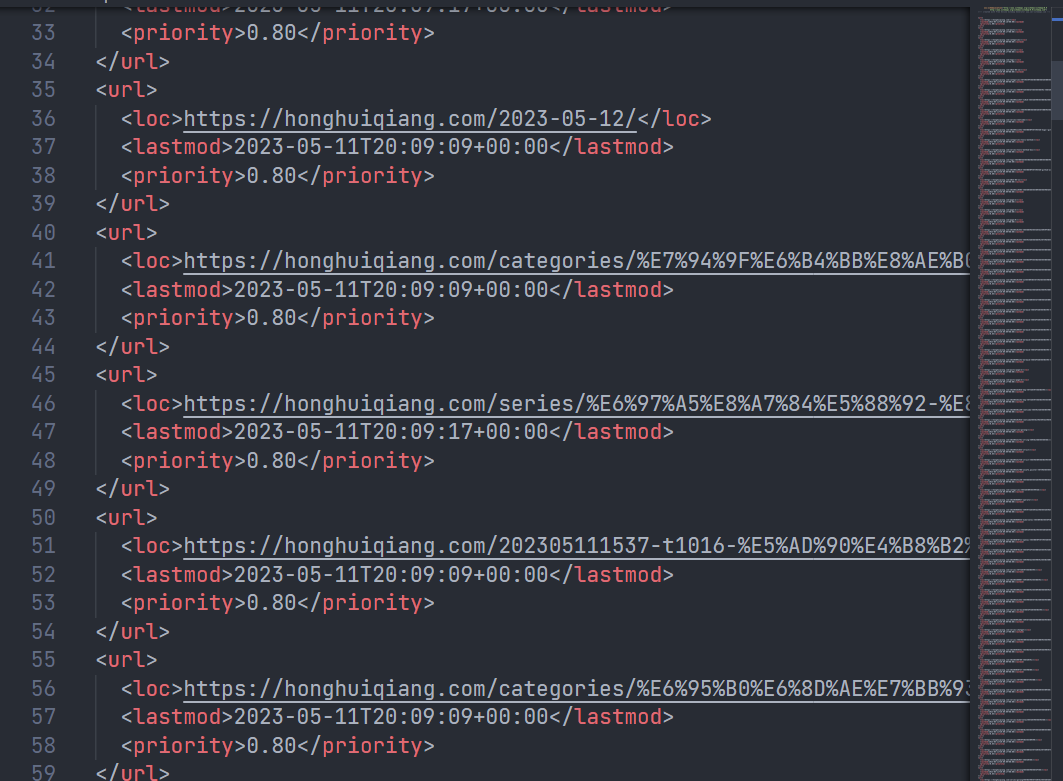 32 <lastmod>2023-05-11T20:09:17+00:00</lastmod>
33 <priority>0.80</priority>
34 </url>
35 <url>
36 <loc>https://honghuiqiang.com/2023-05-12/</loc>
37 <lastmod>2023-05-11T20:09:09+00:00</lastmod>
38 <priority>0.80</priority>
39 </url>
40 <url>
41 <loc>https://honghuiqiang.com/categories/%E7%94%9F%E6%B4%BB%E8%AE%B0
42 <lastmod>2023-05-11T20:09:09+00:00</lastmod>
43 <priority>0.80</priority>
44 </url>
45 <url>
46 <loc>https://honghuiqiang.com/series/%E6%97%A5%E8%A7%84%E5%88%92-%E8
47 <lastmod>2023-05-11T20:09:17+00:00</lastmod>
48 <priority>0.80</priority>
49 </url>
50 <url>
51 <loc>https://honghuiqiang.com/202305111537-t1016-%E5%AD%90%E4%B8%B2%
52 <lastmod>2023-05-11T20:09:09+00:00</lastmod>
53 <priority>0.80</priority>
54 </url>
55 <url>
56 <loc>https://honghuiqiang.com/categories/%E6%95%B0%E6%8D%AE%E7%BB%93
57 <lastmod>2023-05-11T20:09:09+00:00</lastmod>
58 <priority>0.80</priority>
59 </url>